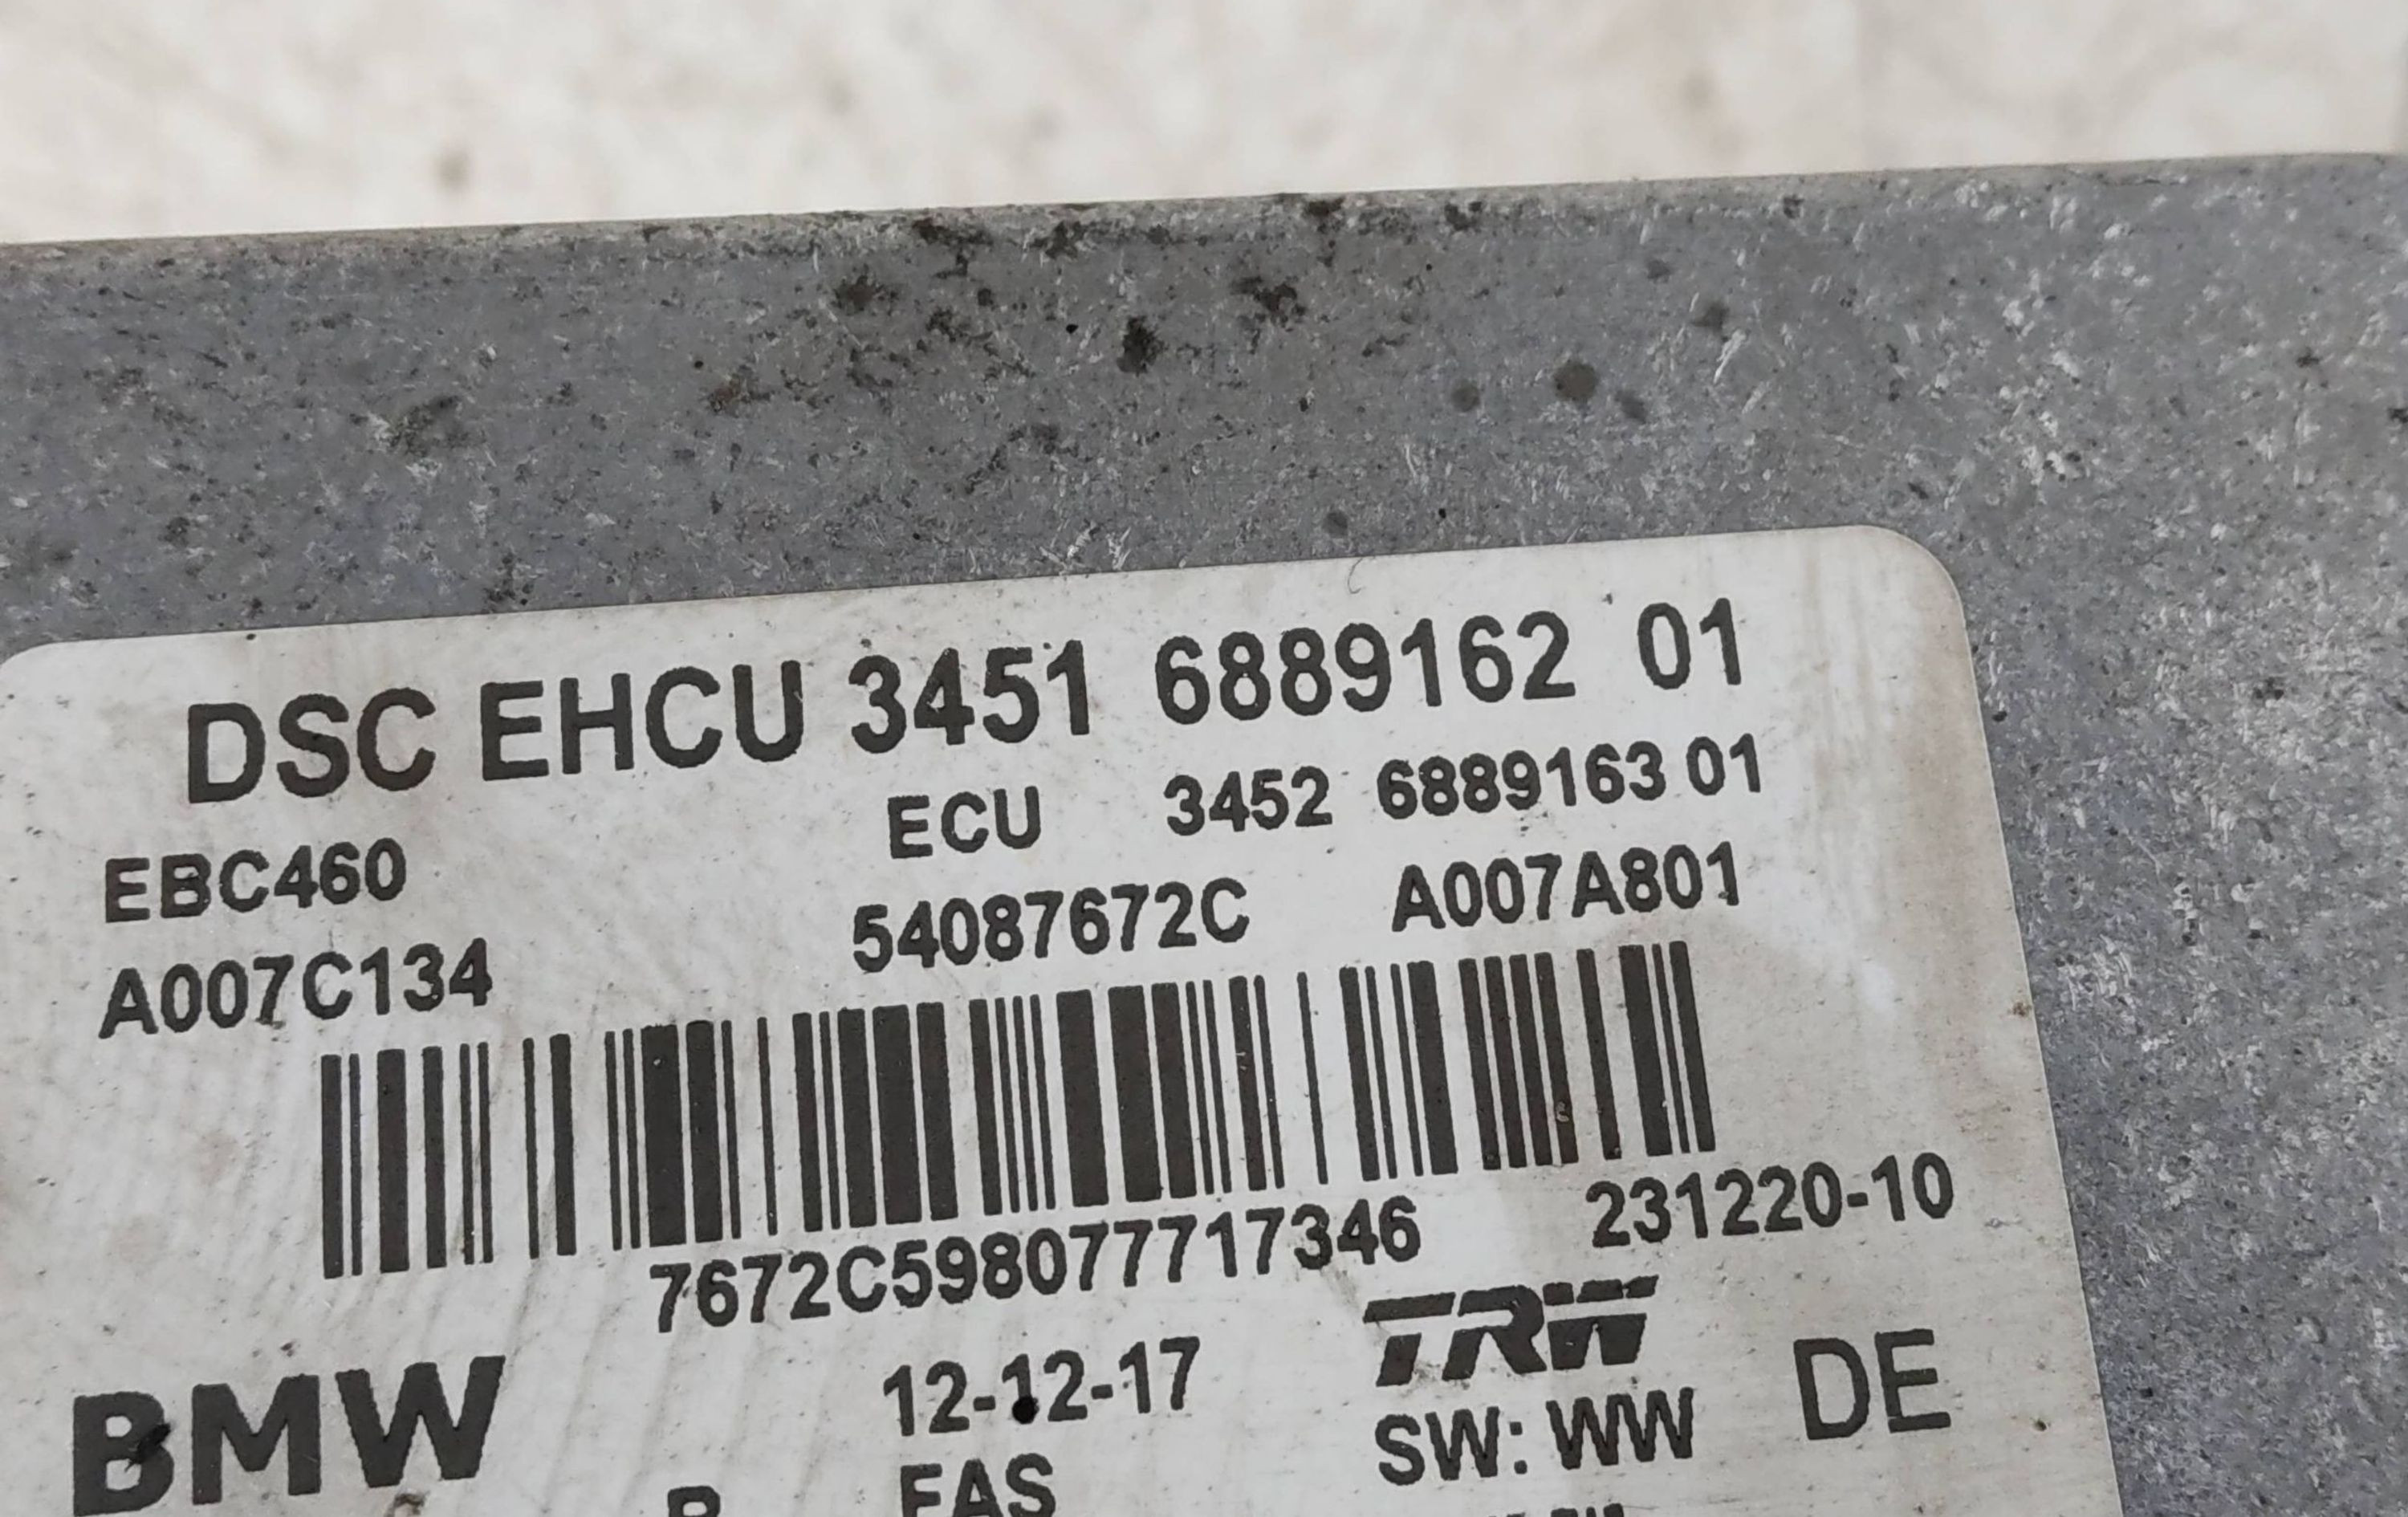 DSC EHCU 3451 6889162 01
ECU 3452 6889163 01
EBC460
54087672C A007A801
A007C134
7672C598077717346 231220-10
TRW
BMW 12-12-17
SW: WW DE
FAS